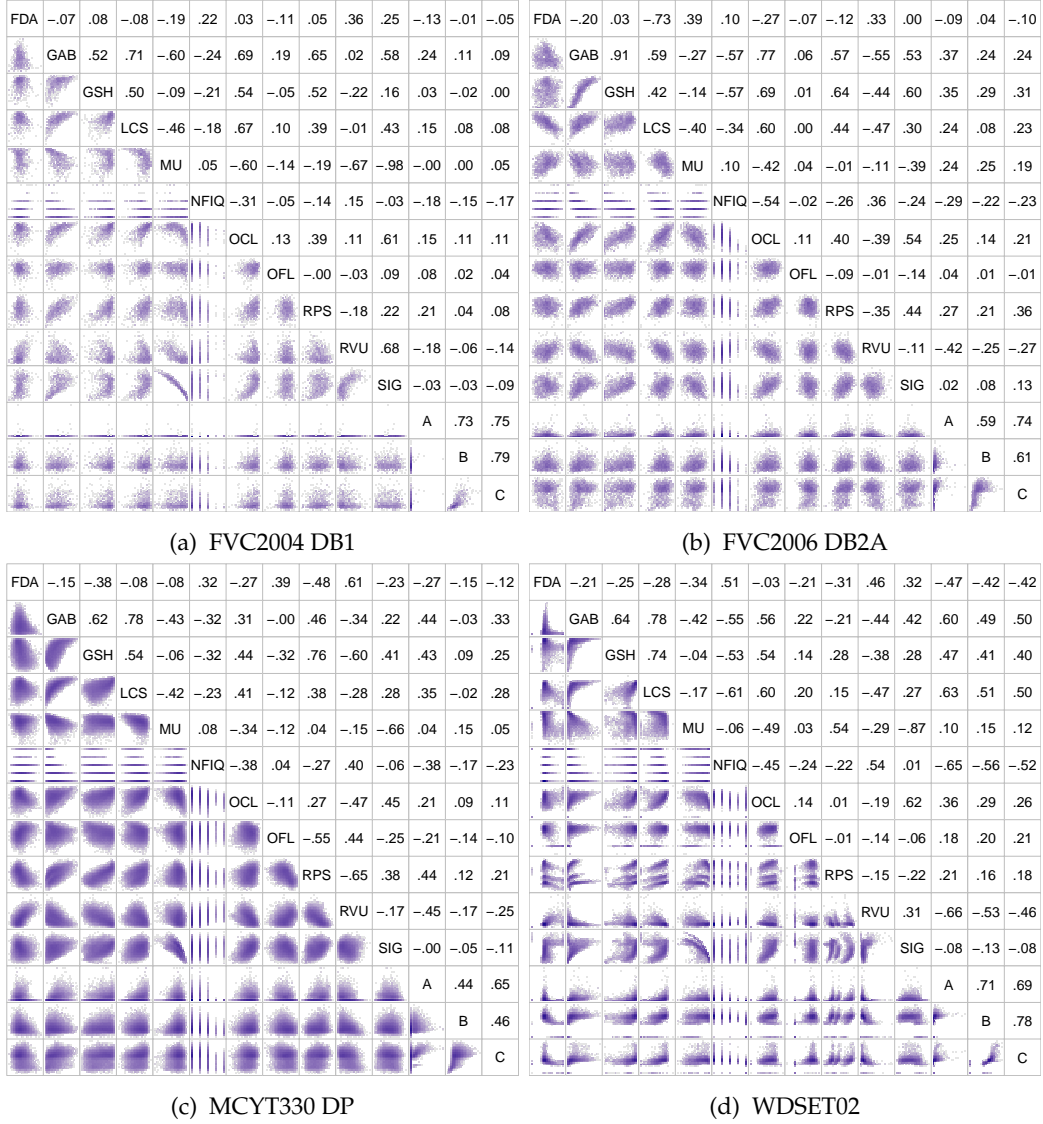 FDA −.07 .08 −.08 −.19 .22 .03 −.11 .05 .36 .25 −.13 −.01 −.05
GAB .52 .71 −.60 −.24 .69 .19 .65 .02 .58 .24 .11 .09
GSH .50 −.09 −.21 .54 −.05 .52 −.22 .16 .03 −.02 .00
LCS −.46 −.18 .67 .10 .39 −.01 .43 .15 .08 .08
MU .05 −.60 −.14 −.19 −.67 −.98 −.00 .00 .05
NFIQ −.31 −.05 −.14 .15 −.03 −.18 −.15 −.17
OCL .13 .39 .11 .61 .15 .11 .11
OFL −.00 −.03 .09 .08 .02 .04
RPS −.18 .22 .21 .04 .08
RVU .68 −.18 −.06 −.14
SIG −.03 −.03 −.09
A .73 .75
B .79
C
(a) FVC2004 DB1
FDA −.20 .03 −.73 .39 .10 −.27 −.07 −.12 .33 .00 −.09 .04 −.10
GAB .91 .59 −.27 −.57 .77 .06 .57 −.55 .53 .37 .24 .24
GSH .42 −.14 −.57 .69 .01 .64 −.44 .60 .35 .29 .31
LCS −.40 −.34 .60 .00 .44 −.47 .30 .24 .08 .23
MU .10 −.42 .04 −.01 −.11 −.39 .24 .25 .19
NFIQ −.54 −.02 −.26 .36 −.24 −.29 −.22 −.23
OCL .11 .40 −.39 .54 .25 .14 .21
OFL −.09 −.01 −.14 .04 .01 −.01
RPS −.35 .44 .27 .21 .36
RVU −.11 −.42 −.25 −.27
SIG .02 .08 .13
A .59 .74
B .61
C
(b) FVC2006 DB2A
FDA −.15 −.38 −.08 −.08 .32 −.27 .39 −.48 .61 −.23 −.27 −.15 −.12
GAB .62 .78 −.43 −.32 .31 −.00 .46 −.34 .22 .44 −.03 .33
GSH .54 −.06 −.32 .44 −.32 .76 −.60 .41 .43 .09 .25
LCS −.42 −.23 .41 −.12 .38 −.28 .28 .35 −.02 .28
MU .08 −.34 −.12 .04 −.15 −.66 .04 .15 .05
NFIQ −.38 .04 −.27 .40 −.06 −.38 −.17 −.23
OCL −.11 .27 −.47 .45 .21 .09 .11
OFL −.55 .44 −.25 −.21 −.14 −.10
RPS −.65 .38 .44 .12 .21
RVU −.17 −.45 −.17 −.25
SIG −.00 −.05 −.11
A .44 .65
B .46
C
(c) MCYT330 DP
FDA −.21 −.25 −.28 −.34 .51 −.03 −.21 −.31 .46 .32 −.47 −.42 −.42
GAB .64 .78 −.42 −.55 .56 .22 −.21 −.44 .42 .60 .49 .50
GSH .74 −.04 −.53 .54 .14 .28 −.38 .28 .47 .41 .40
LCS −.17 −.61 .60 .20 .15 −.47 .27 .63 .51 .50
MU −.06 −.49 .03 .54 −.29 −.87 .10 .15 .12
NFIQ −.45 −.24 −.22 .54 .01 −.65 −.56 −.52
OCL .14 .01 −.19 .62 .36 .29 .26
OFL −.01 −.14 −.06 .18 .20 .21
RPS −.15 −.22 .21 .16 .18
RVU .31 −.66 −.53 −.46
SIG −.08 −.13 −.08
A .71 .69
B .78
C
(d) WDSET02